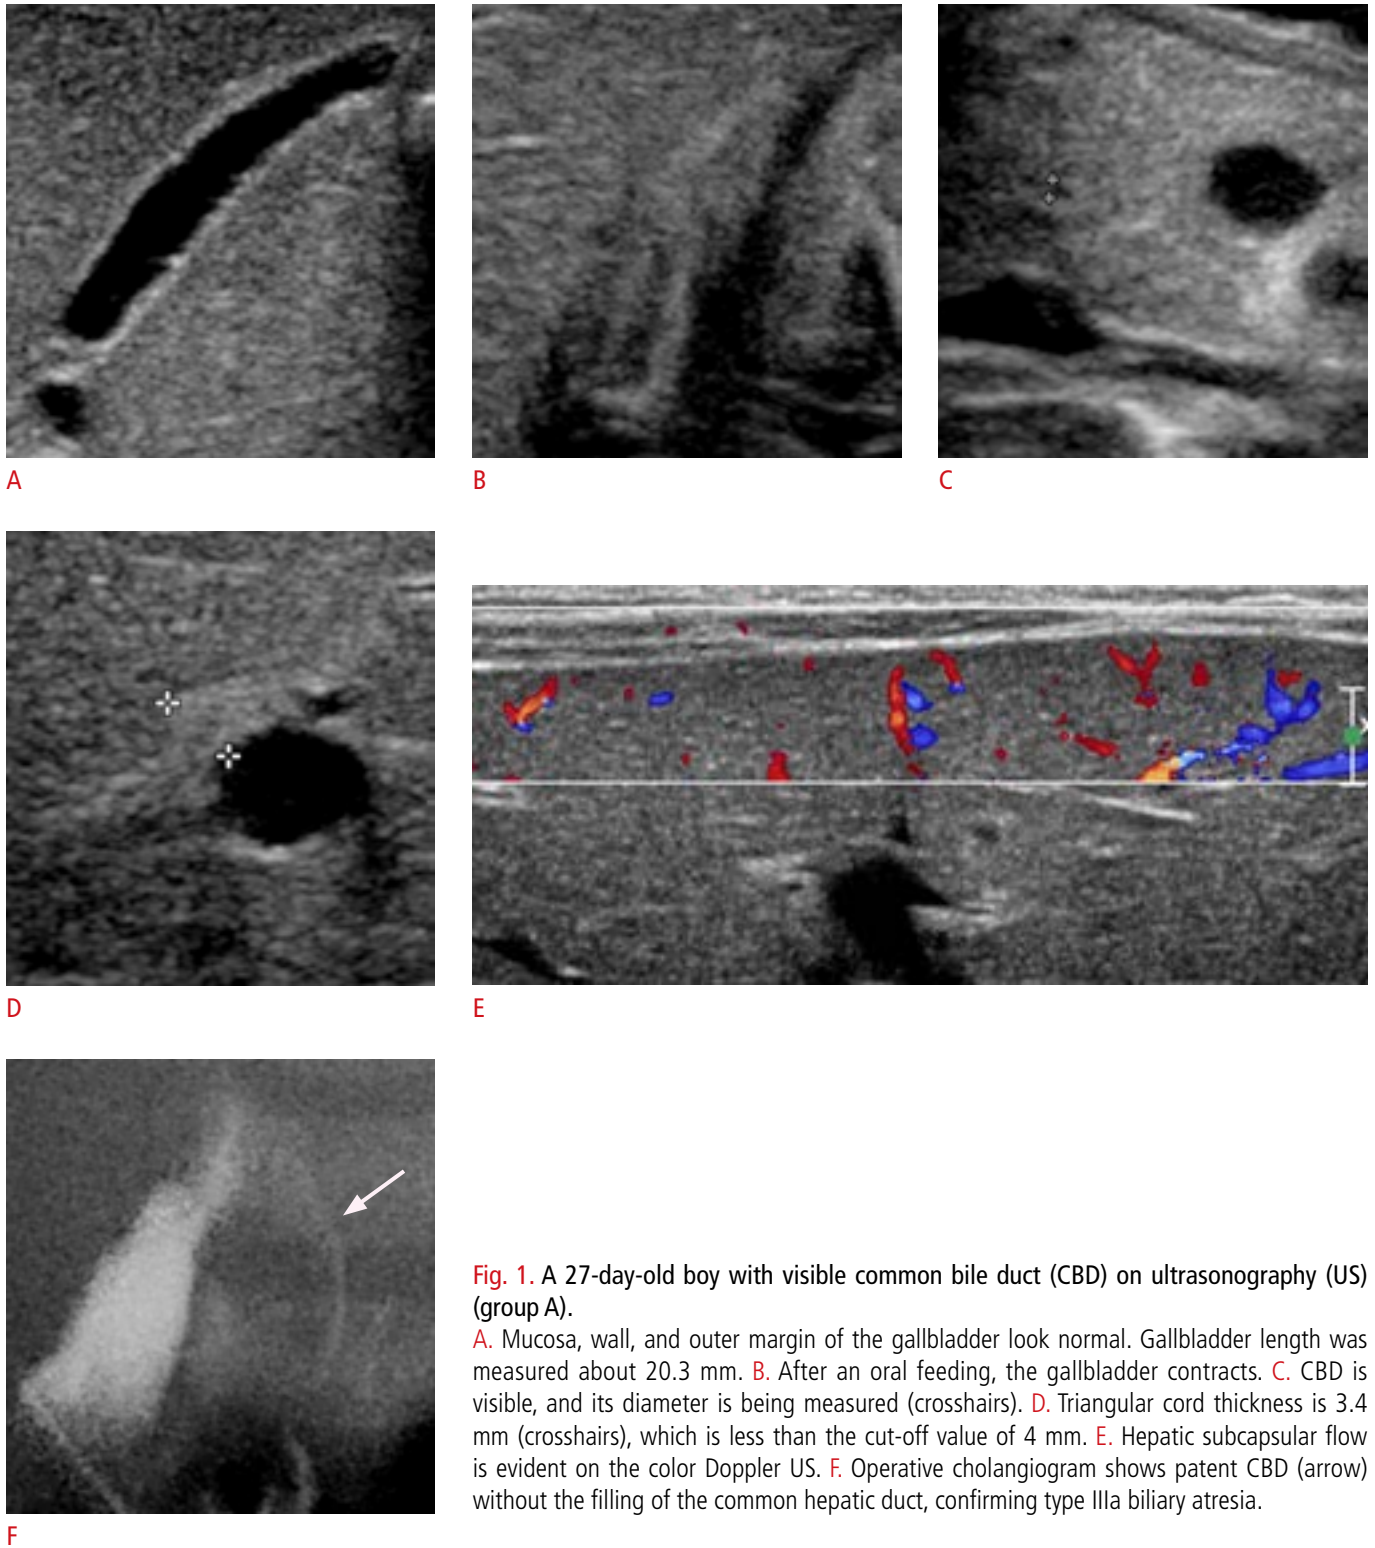 A
B
C
D
E
F
Fig. 1. A 27-day-old boy with visible common bile duct (CBD) on ultrasonography (US)
(group A).
A. Mucosa, wall, and outer margin of the gallbladder look normal. Gallbladder length was
measured about 20.3 mm. B. After an oral feeding, the gallbladder contracts. C. CBD is
visible, and its diameter is being measured (crosshairs). D. Triangular cord thickness is 3.4
mm (crosshairs), which is less than the cut-off value of 4 mm. E. Hepatic subcapsular flow
is evident on the color Doppler US. F. Operative cholangiogram shows patent CBD (arrow)
without the filling of the common hepatic duct, confirming type IIIa biliary atresia.